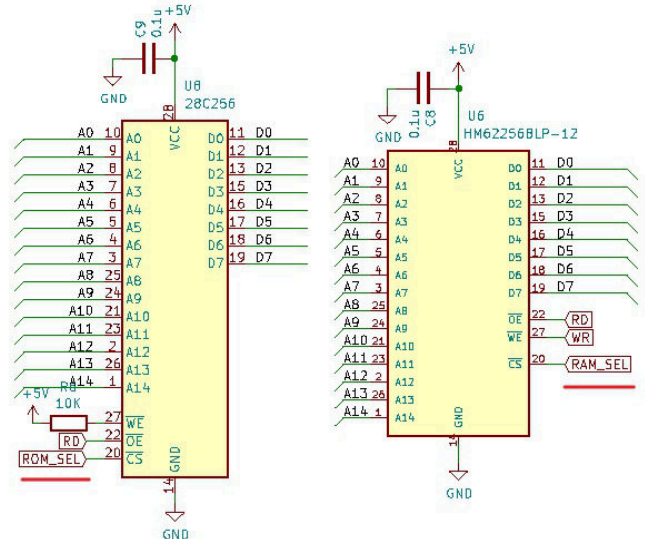 +5V
C9
0.1u
GND
U8
28C256
28
VCC
A0 10 A0 D0 11 D0
A1 9 A1 D1 12 D1
A2 8 A2 D2 13 D2
A3 7 A3 D3 15 D3
A4 6 A4 D4 16 D4
A5 5 A5 D5 17 D5
A6 4 A6 D6 18 D6
A7 3 A7 D7 19 D7
A8 25 A8
A9 24 A9
A10 21 A10
A11 23 A11
A12 2 A12
A13 26 A13
A14 1 A14
+5V
10K
27 WE
RD 22 OE
ROM_SEL 20 CS
GND
14
GND
+5V
0.1u
C8
GND
U6
HM62256BLP-12
28
VCC
A0 10 A0 D0 11 D0
A1 9 A1 D1 12 D1
A2 8 A2 D2 13 D2
A3 7 A3 D3 15 D3
A4 6 A4 D4 16 D4
A5 5 A5 D5 17 D5
A6 4 A6 D6 18 D6
A7 3 A7 D7 19 D7
A8 25 A8
A9 24 A9 OE 22 RD
A10 21 A10 WE 27 WR
A11 23 A11 CS 20 RAM_SEL
A12 2 A12
A13 26 A13
A14 1 A14
GND
14
GND